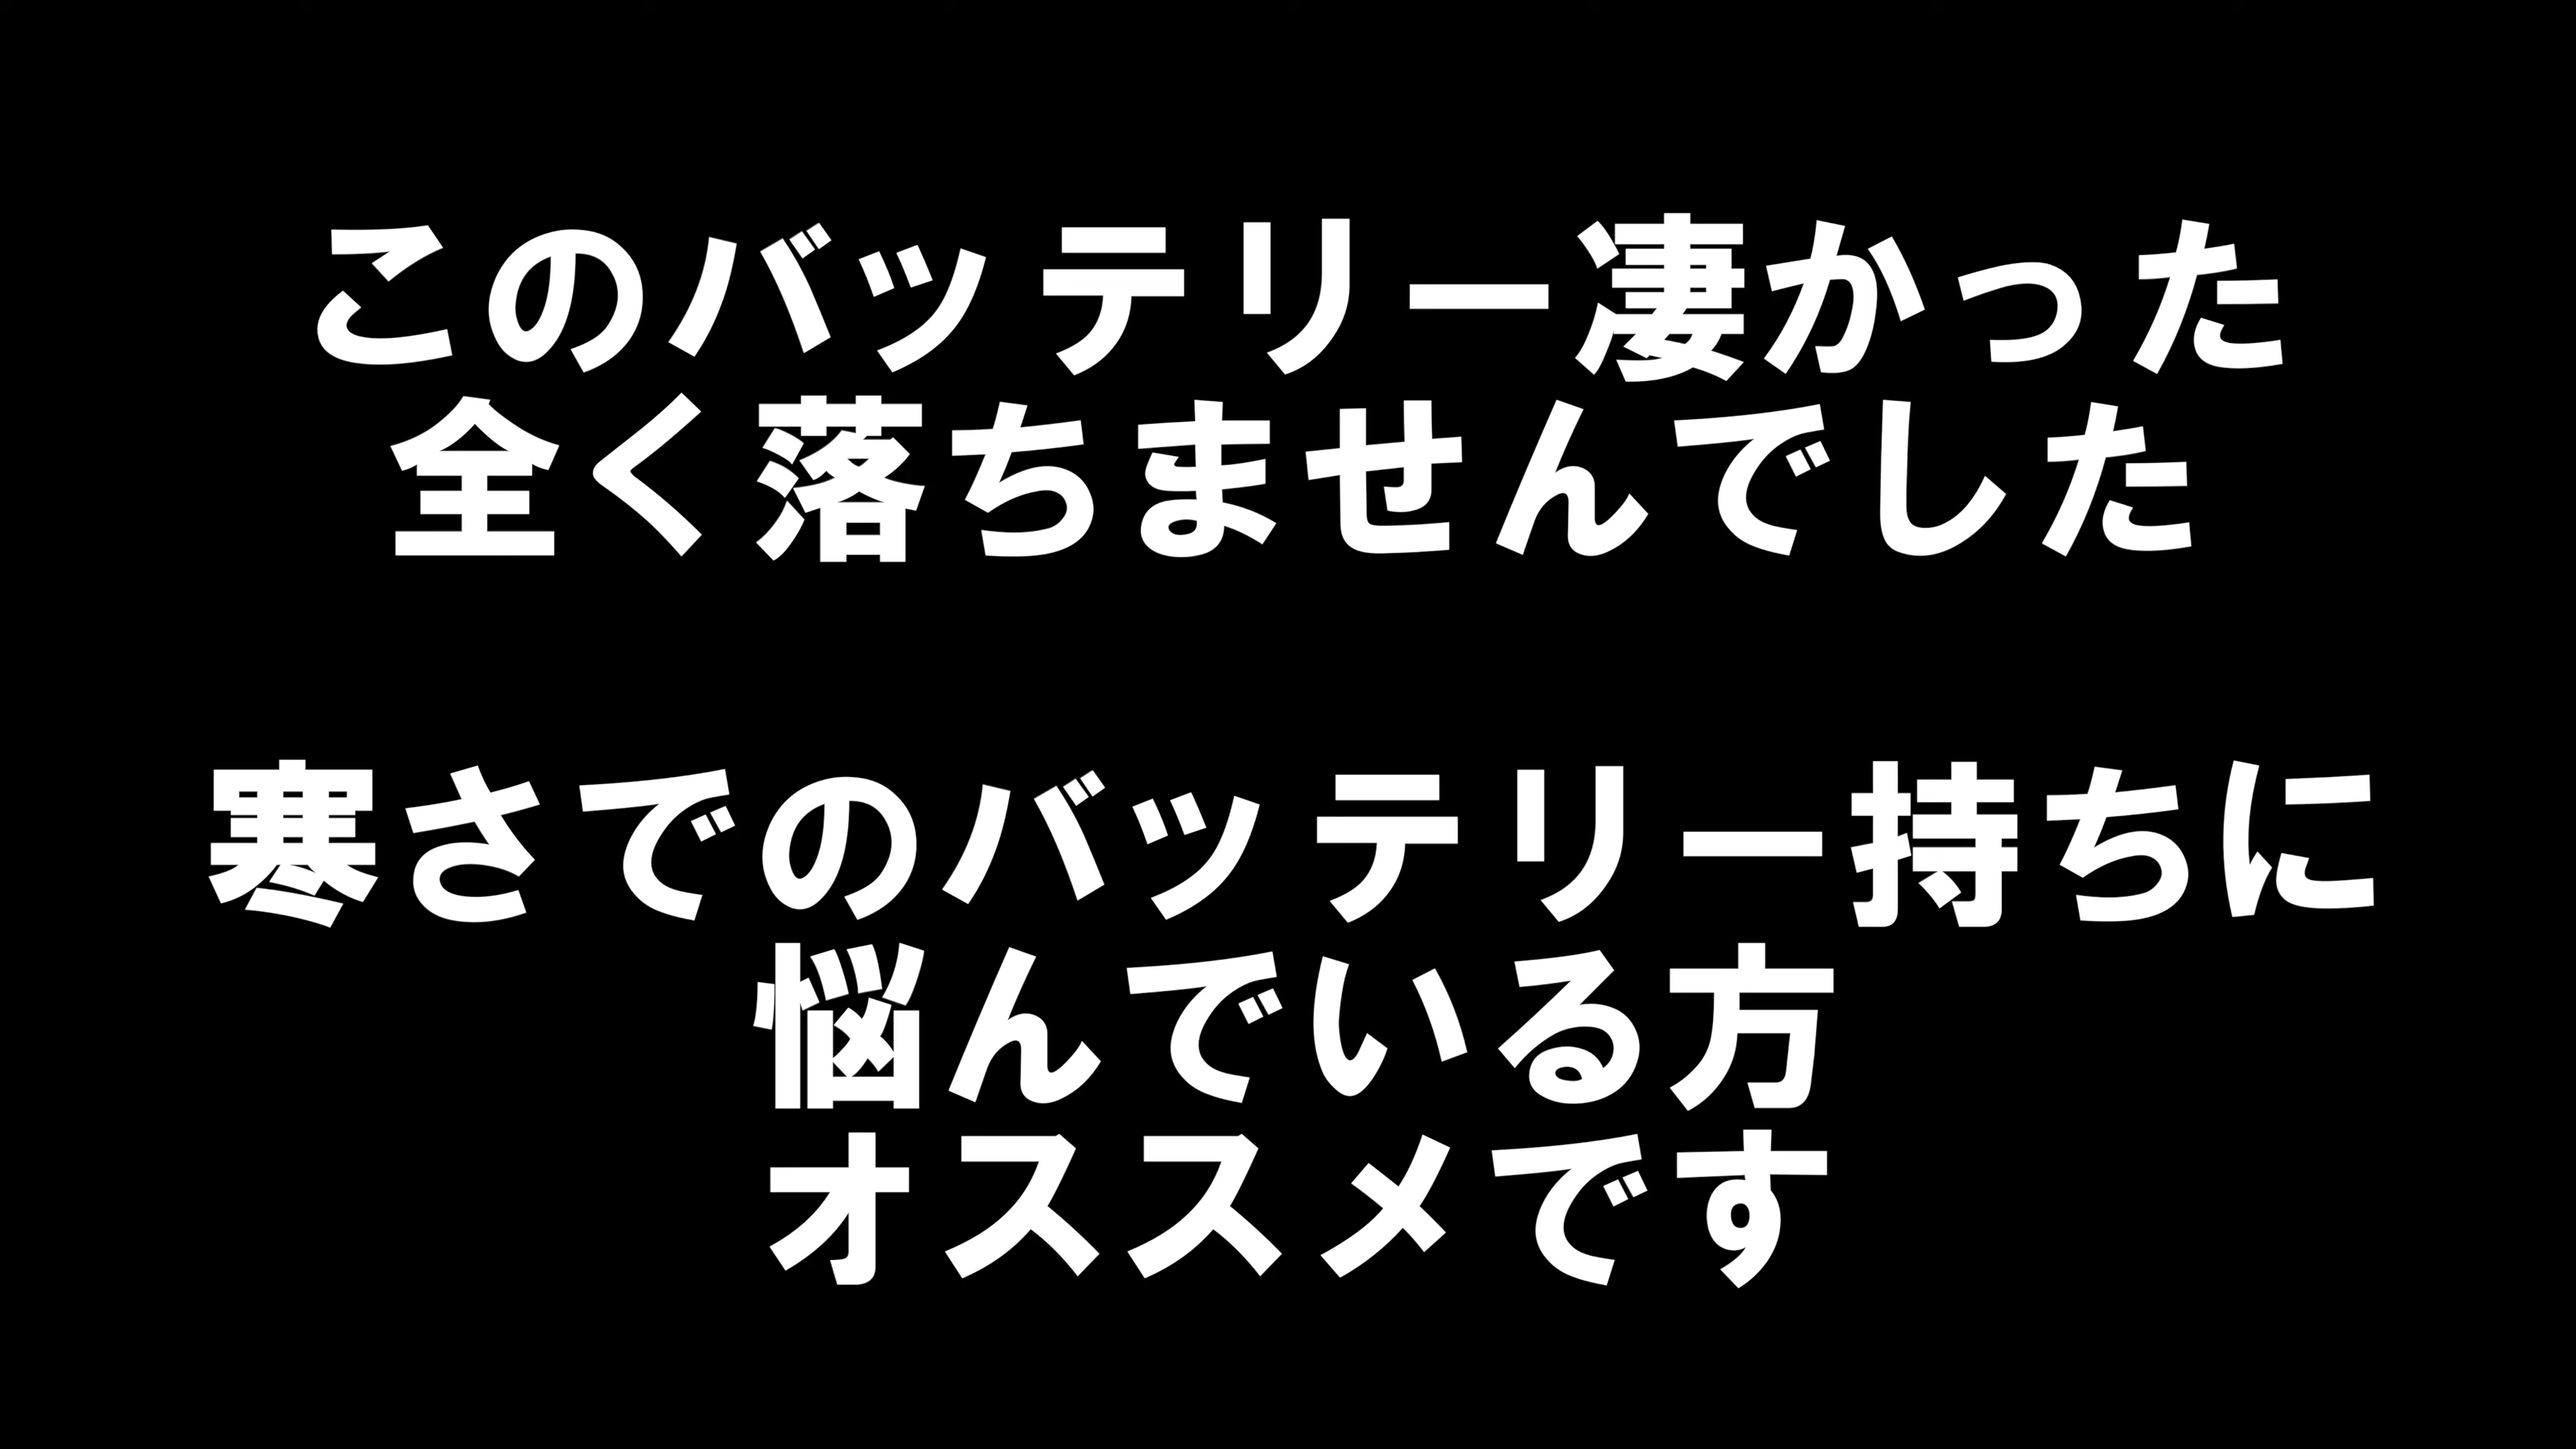 このバッテリー凄かった
全く落ちませんでした
寒さでのバッテリー持ちに
悩んでいる方
オススメです